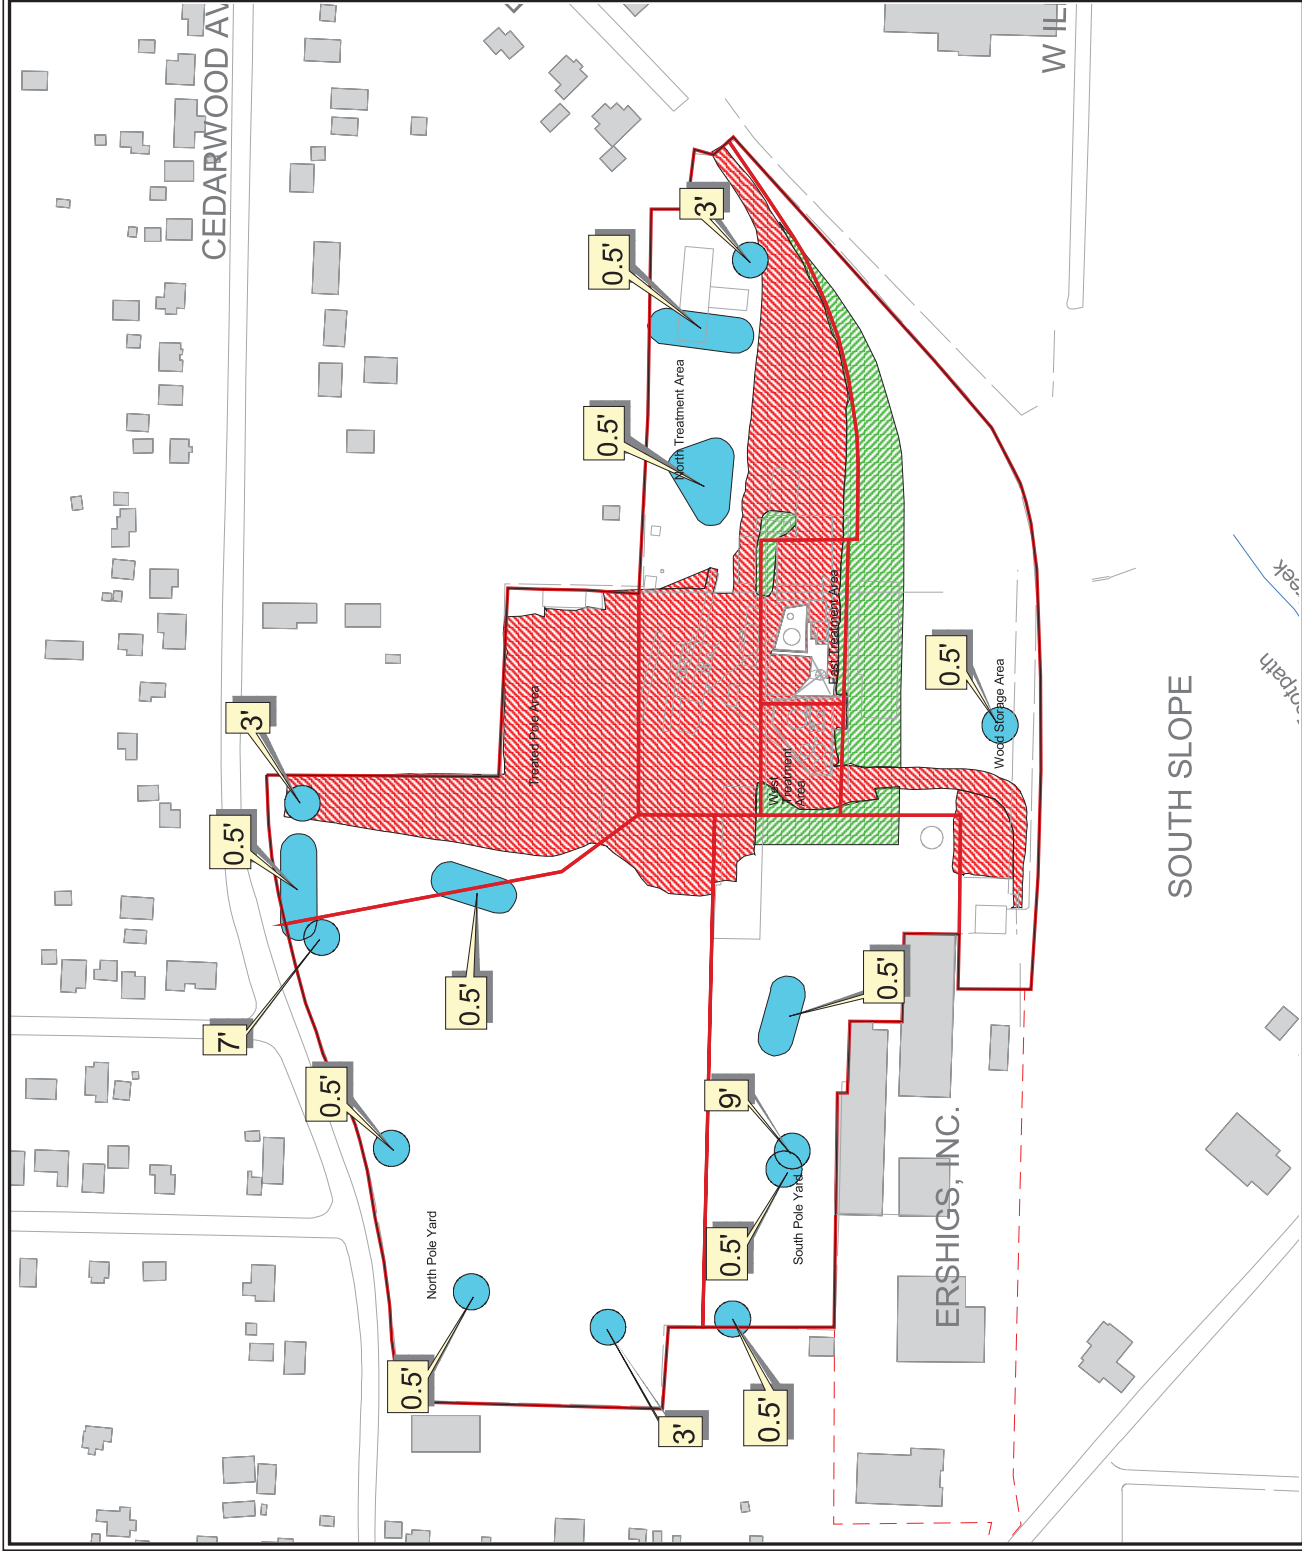 CEDARWOOD AV
W IL
3'
0.5'
0.5'
North Treatment Area
3'
0.5'
Treated Pole Area
East Treatment Area
West
Treatment
Area
0.5'
Wood Storage Area
eek
otpath
SOUTH SLOPE
7'
0.5'
0.5'
0.5'
9'
0.5'
South Pole Yard
North Pole Yard
0.5'
3'
0.5'
ERSHIGS, INC.